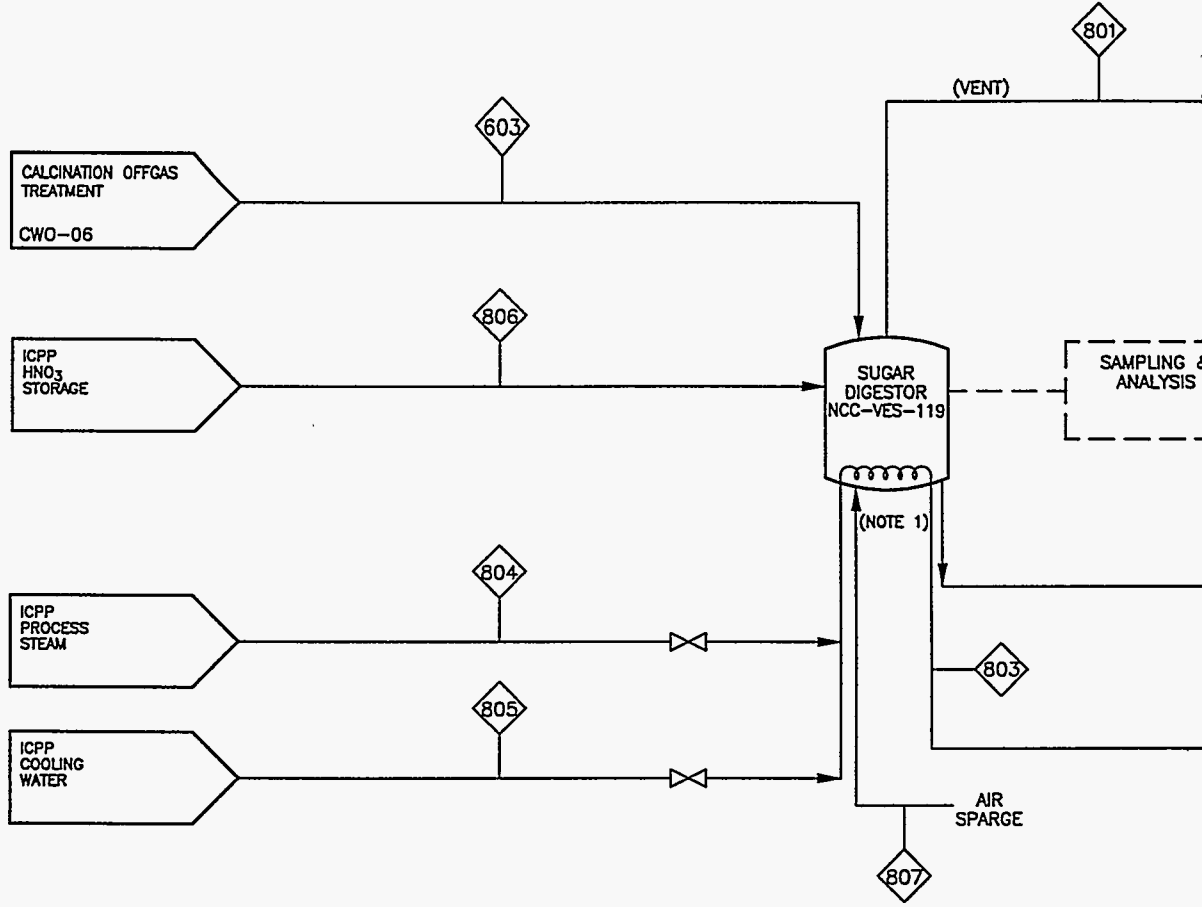 801
(VENT)
603
CALCINATION OFFGAS
TREATMENT
CWO-06
806
ICPP
HNO₃
STORAGE
SUGAR
DIGESTOR
NCC-VES-119
SAMPLING &
ANALYSIS
(NOTE 1)
804
ICPP
PROCESS
STEAM
803
805
ICPP
COOLING
WATER
AIR
SPARGE
807